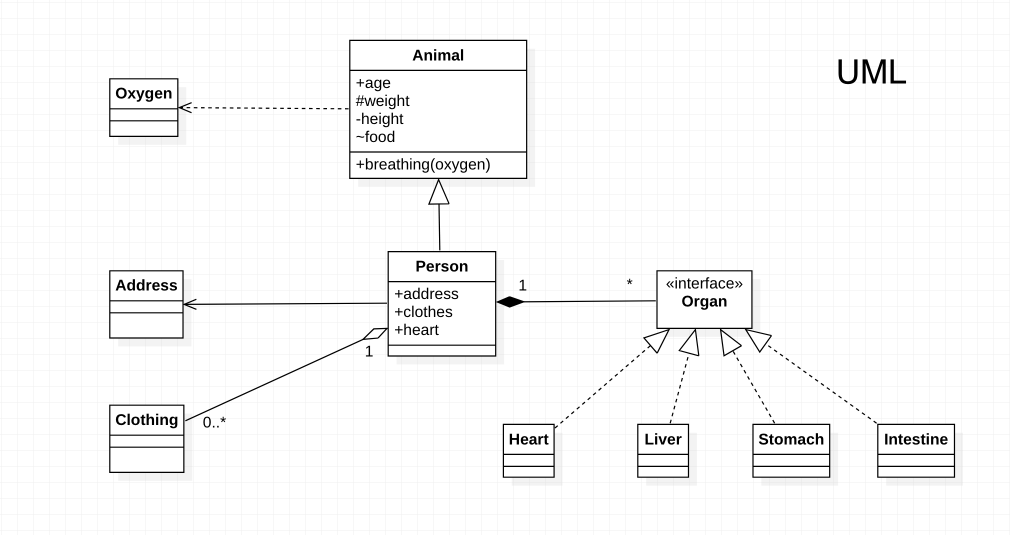 UML
Animal
+age
#weight
-height
~food
+breathing(oxygen)
Oxygen
Person
+address
+clothes
+heart
Address
1
*
«interface»
Organ
1
0..*
Clothing
Heart
Liver
Stomach
Intestine